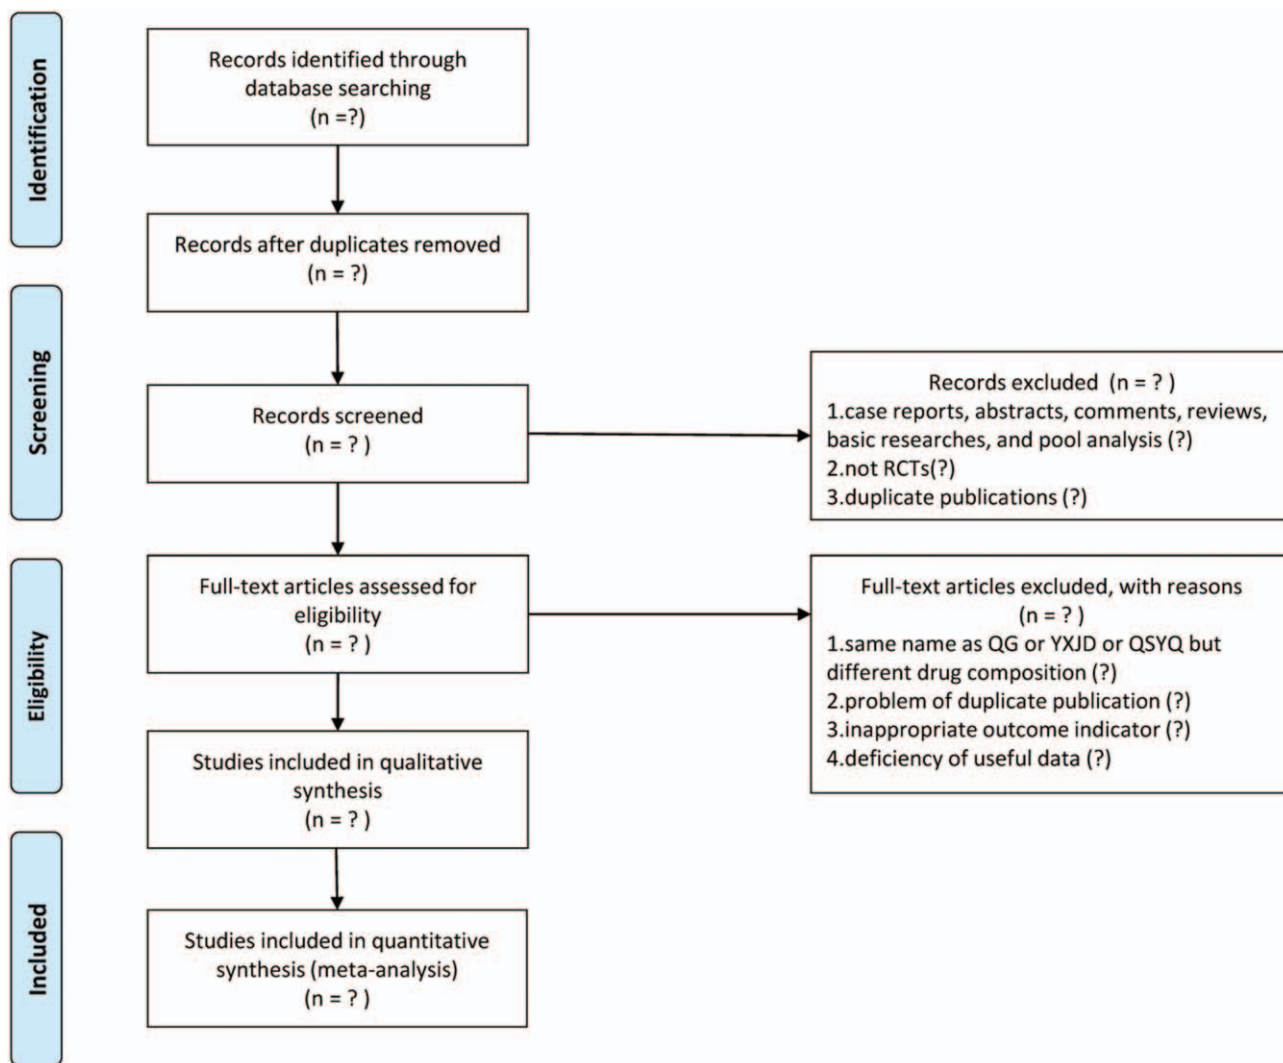 Identification
Records identified through
database searching
(n =?)
Records after duplicates removed
(n = ?)
Screening
Records screened
(n = ? )
Records excluded (n = ? )
1.case reports, abstracts, comments, reviews,
basic researches, and pool analysis (?)
2.not RCTs(?)
3.duplicate publications (?)
Eligibility
Full-text articles assessed for
eligibility
(n = ? )
Full-text articles excluded, with reasons
(n = ? )
1.same name as QG or YXJD or QSYQ but
different drug composition (?)
2.problem of duplicate publication (?)
3.inappropriate outcome indicator (?)
4.deficiency of useful data (?)
Studies included in qualitative
synthesis
(n = ? )
Included
Studies included in quantitative
synthesis (meta-analysis)
(n = ? )